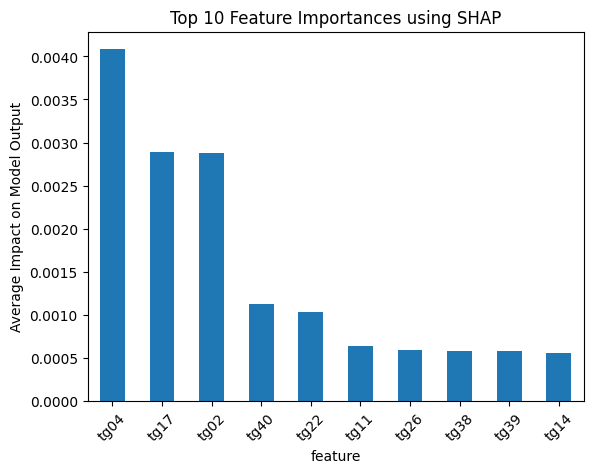 Top 10 Feature Importances using SHAP
Average Impact on Model Output
0.0040
0.0035
0.0030
0.0025
0.0020
0.0015
0.0010
0.0005
0.0000
tg04 tg17 tg02 tg40 tg22 tg11 tg26 tg38 tg39 tg14
feature